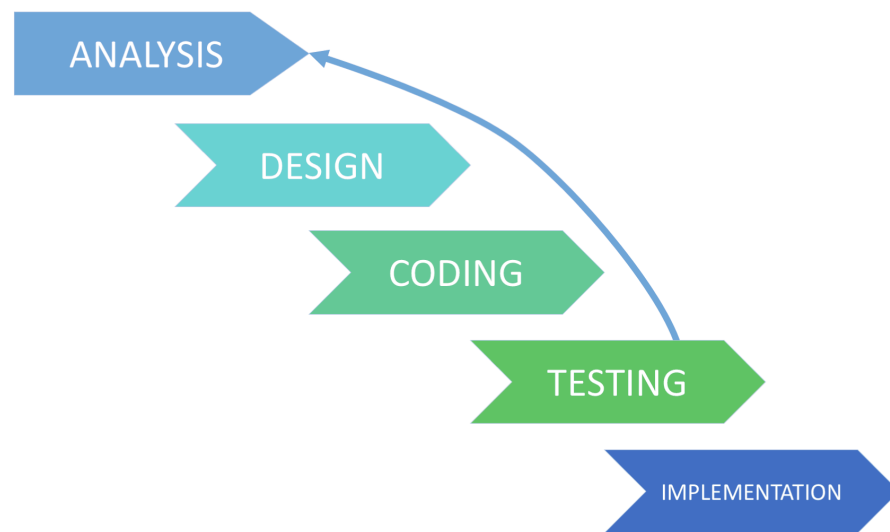 ANALYSIS
DESIGN
CODING
TESTING
IMPLEMENTATION